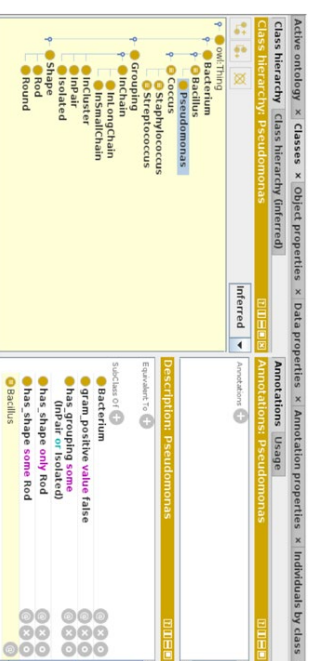 Active ontology × Classes × Object properties × Data properties × Annotation properties × Individuals by class
Class hierarchy Class hierarchy (inferred)
Class hierarchy: Pseudomonas
Inferred
owl:Thing
Bacterium
Bacillus
Pseudomonas
Coccus
Staphylococcus
Streptococcus
Grouping
InChain
InLongChain
InSmallChain
InCluster
InPair
Isolated
Shape
Rod
Round
Annotations Usage
Annotations: Pseudomonas
Annotations
Description: Pseudomonas
Equivalent To
SubClass Of
Bacterium
gram_positive value false
has_grouping some
(InPair or Isolated)
has_shape only Rod
has_shape some Rod
Bacillus